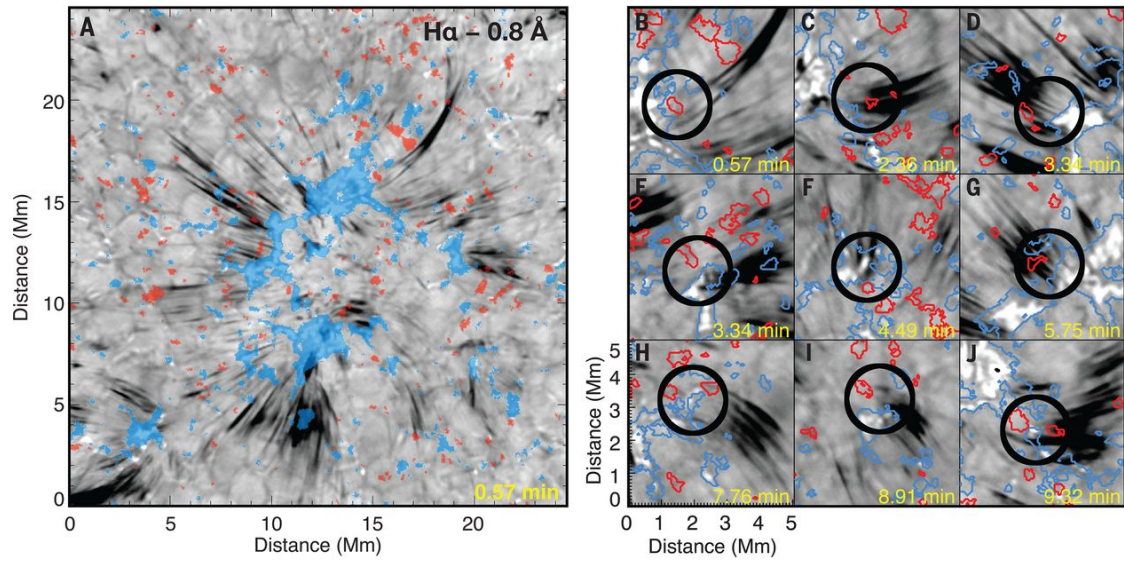 A
Hα – 0.8 Å
20
15
10
5
0
0.57 min
0 5 10 15 20
Distance (Mm)
Distance (Mm)
B C D
0.57 min 2.36 min 3.34 min
E F G
3.34 min 4.49 min 5.75 min
H I J
5
4
3
2
1
0
Distance (Mm)
7.76 min 8.91 min 9.32 min
0 1 2 3 4 5
Distance (Mm)